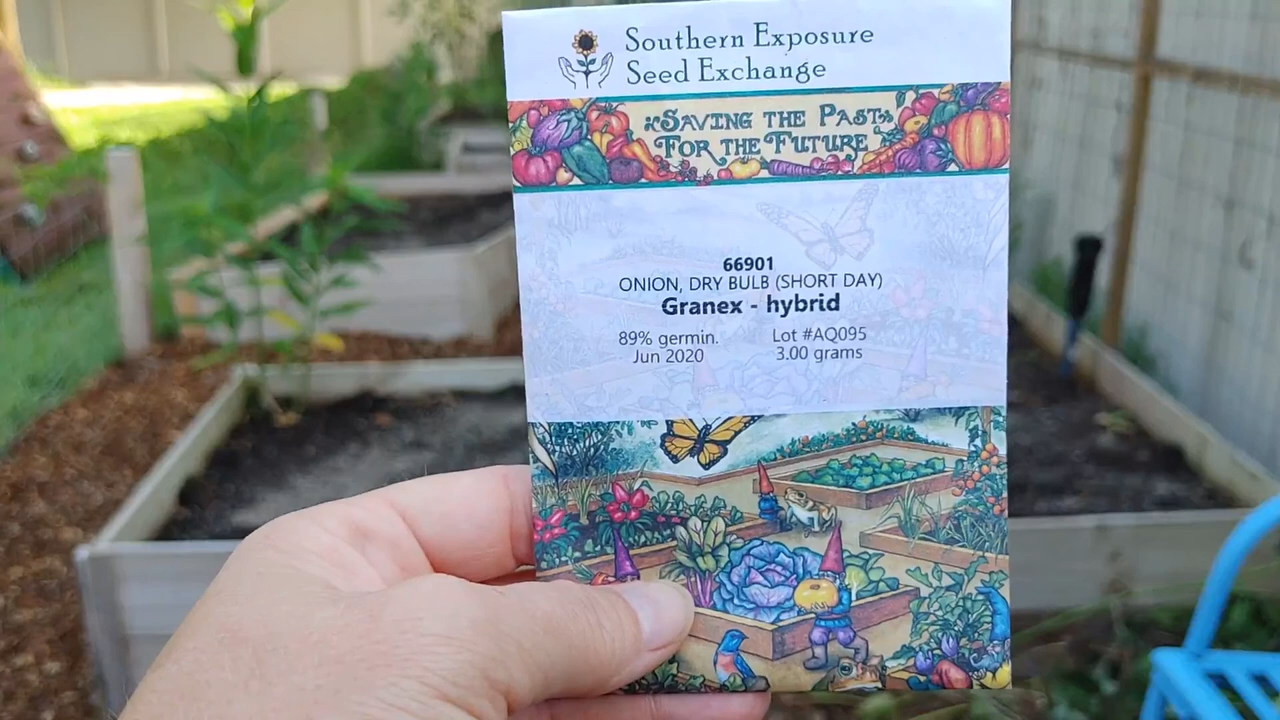 Southern Exposure
Seed Exchange
Saving the Past
For the Future
66901
ONION, DRY BULB (SHORT DAY)
Granex - hybrid
89% germin. Lot #AQ095
Jun 2020 3.00 grams